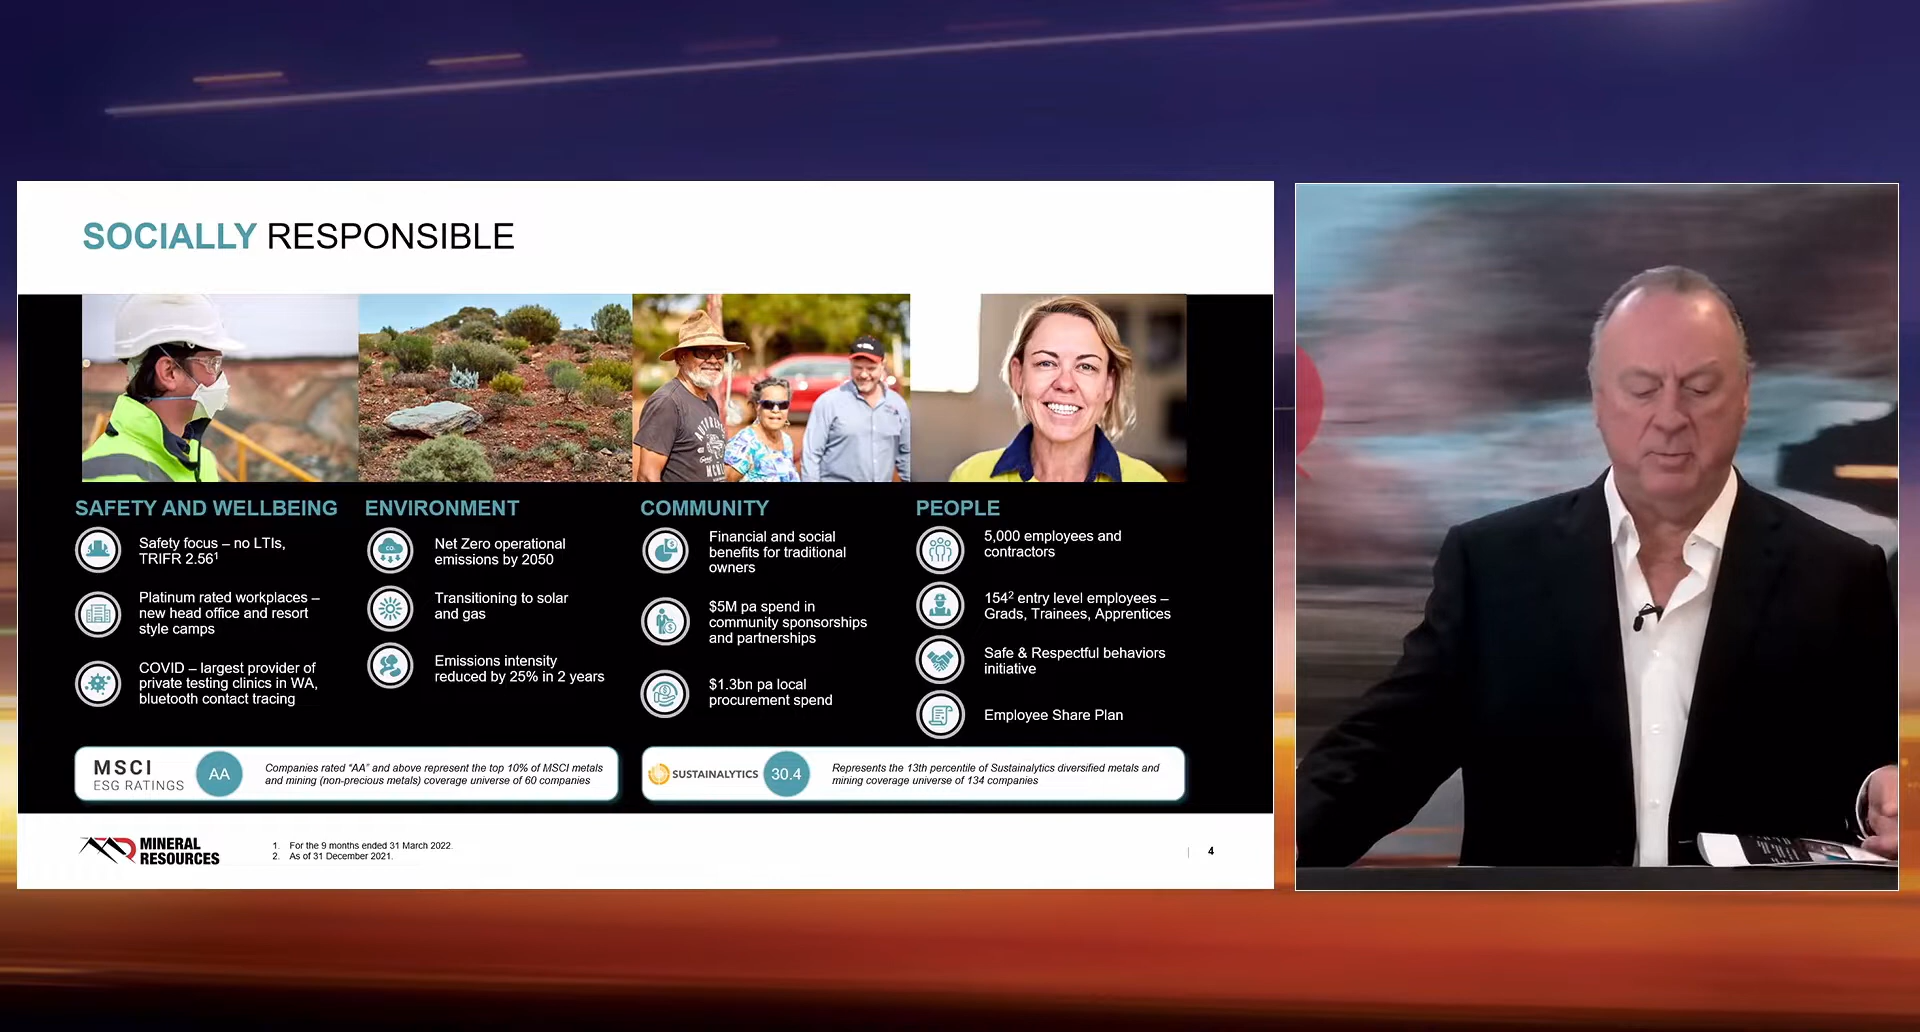 SOCIALLY RESPONSIBLE
SAFETY AND WELLBEING
Safety focus – no LTIs,
TRIFR 2.56¹
Platinum rated workplaces –
new head office and resort
style camps
COVID – largest provider of
private testing clinics in WA,
bluetooth contact tracing
ENVIRONMENT
CO₂
Net Zero operational
emissions by 2050
Transitioning to solar
and gas
Emissions intensity
reduced by 25% in 2 years
COMMUNITY
Financial and social
benefits for traditional
owners
$5M pa spend in
community sponsorships
and partnerships
$1.3bn pa local
procurement spend
PEOPLE
5,000 employees and
contractors
154² entry level employees –
Grads, Trainees, Apprentices
Safe & Respectful behaviors
initiative
Employee Share Plan
MSCI
ESG RATINGS
AA
Companies rated “AA” and above represent the top 10% of MSCI metals
and mining (non-precious metals) coverage universe of 60 companies
SUSTAINALYTICS
30.4
Represents the 13th percentile of Sustainalytics diversified metals and
mining coverage universe of 134 companies
MINERAL
RESOURCES
1. For the 9 months ended 31 March 2022.
2. As of 31 December 2021.
4